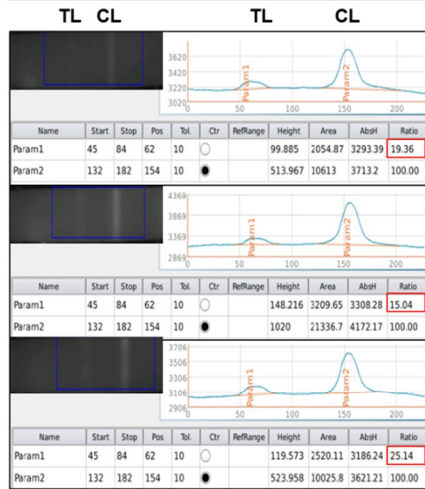 TL CL TL CL
3620
3420
3220
3020
Param1
Param2
0 50 100 150 200
Name Start Stop Pos Tol. Ctr RefRange Height Area AbsH Ratio
Param1 45 84 62 10 99.885 2054.87 3293.39 19.36
Param2 132 182 154 10 513.967 10613 3713.2 100.00
4369
3869
3369
2869
Param1
Param2
0 50 100 150 200
Name Start Stop Pos Tol. Ctr RefRange Height Area AbsH Ratio
Param1 45 84 62 10 148.216 3209.65 3308.28 15.04
Param2 132 182 154 10 1020 21336.7 4172.17 100.00
3706
3506
3306
3106
2906
Param1
Param2
0 50 100 150 200
Name Start Stop Pos Tol. Ctr RefRange Height Area AbsH Ratio
Param1 45 84 62 10 119.573 2520.11 3186.24 25.14
Param2 132 182 154 10 523.958 10025.8 3621.21 100.00